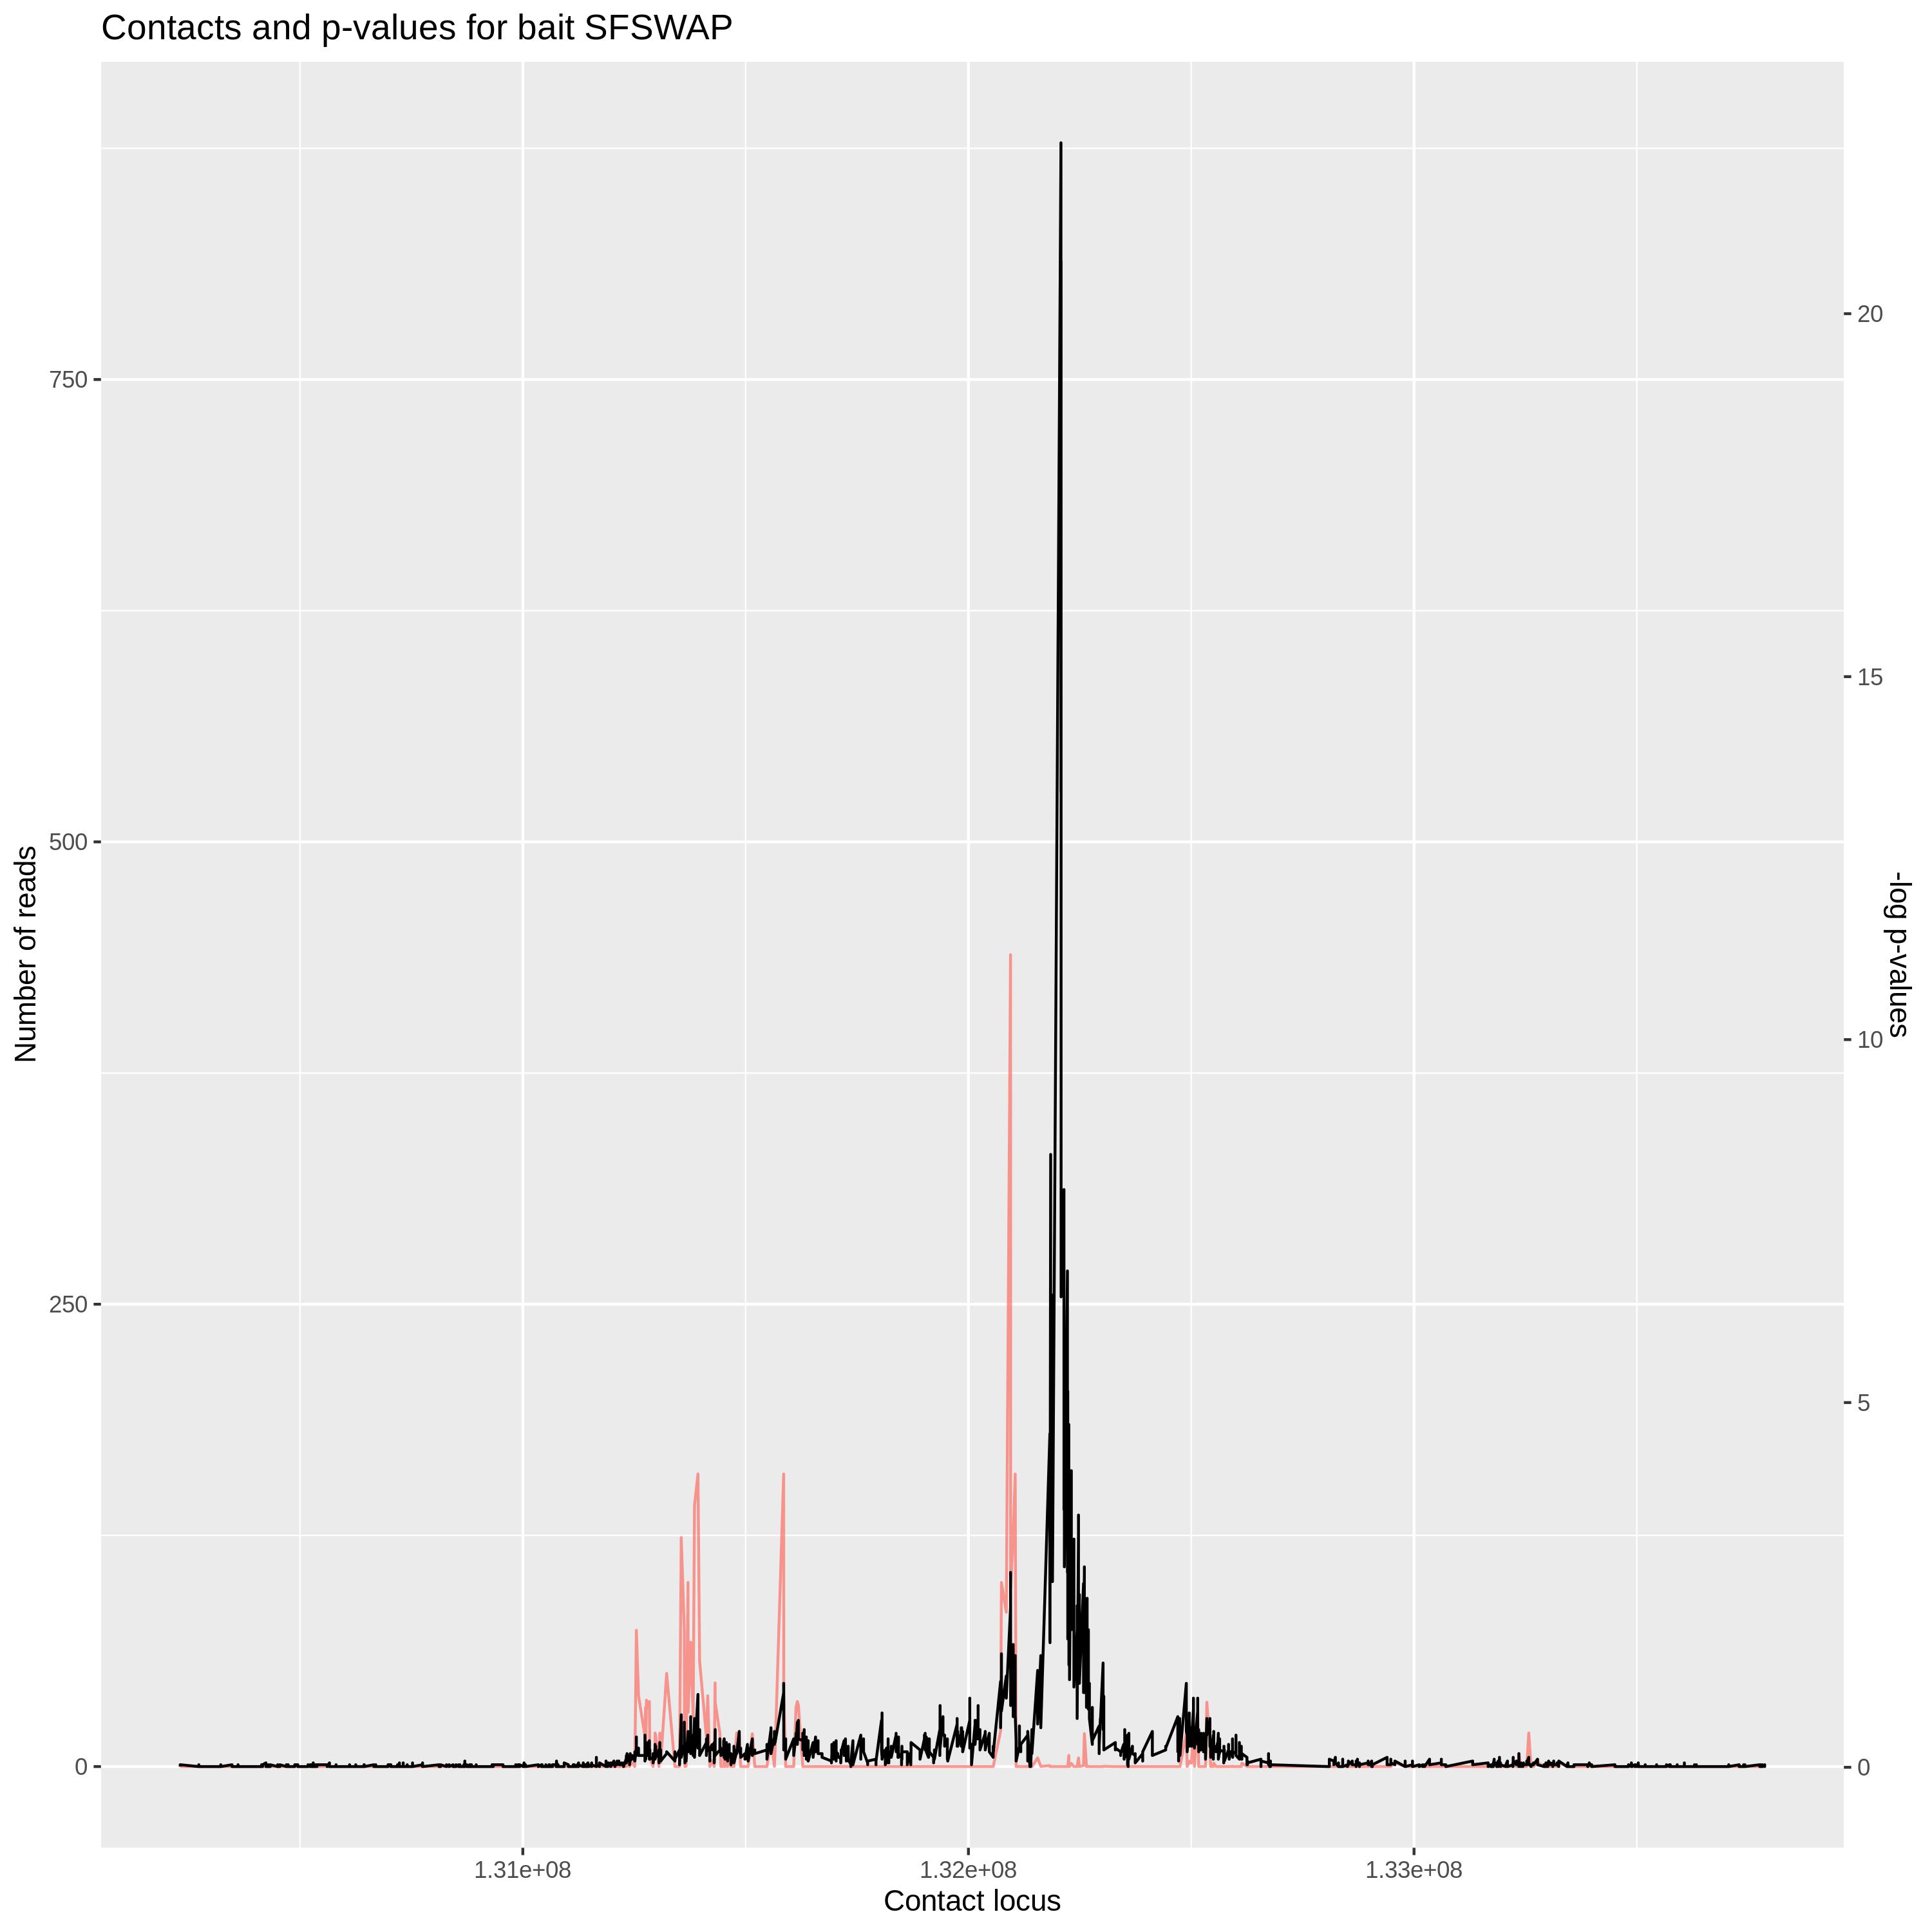 Contacts and p-values for bait SFSWAP
Number of reads
750
500
250
0
20
15
10
5
0
-log p-values
1.31e+08
1.32e+08
1.33e+08
Contact locus